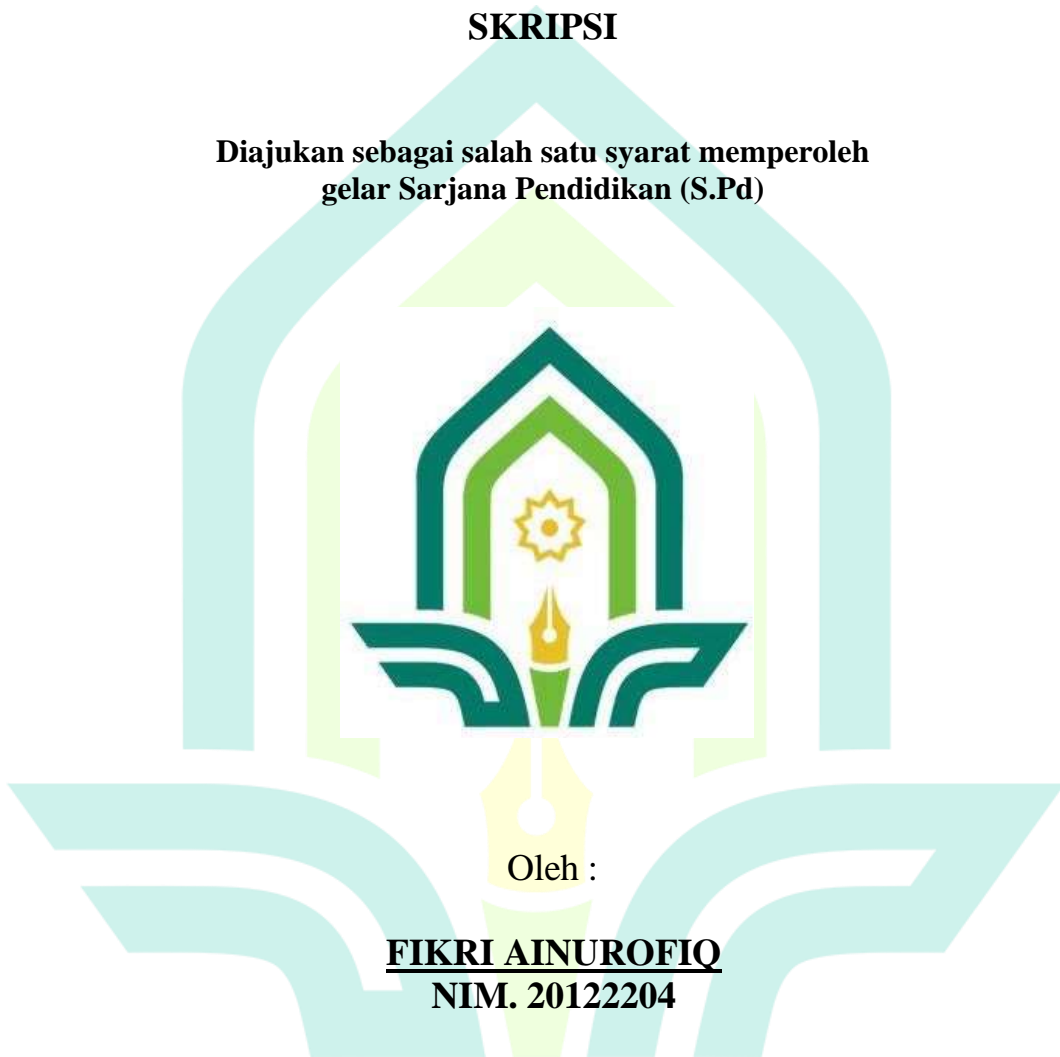 SKRIPSI
Diajukan sebagai salah satu syarat memperoleh
gelar Sarjana Pendidikan (S.Pd)
Oleh :
FIKRI AINUROFIQ
NIM. 20122204